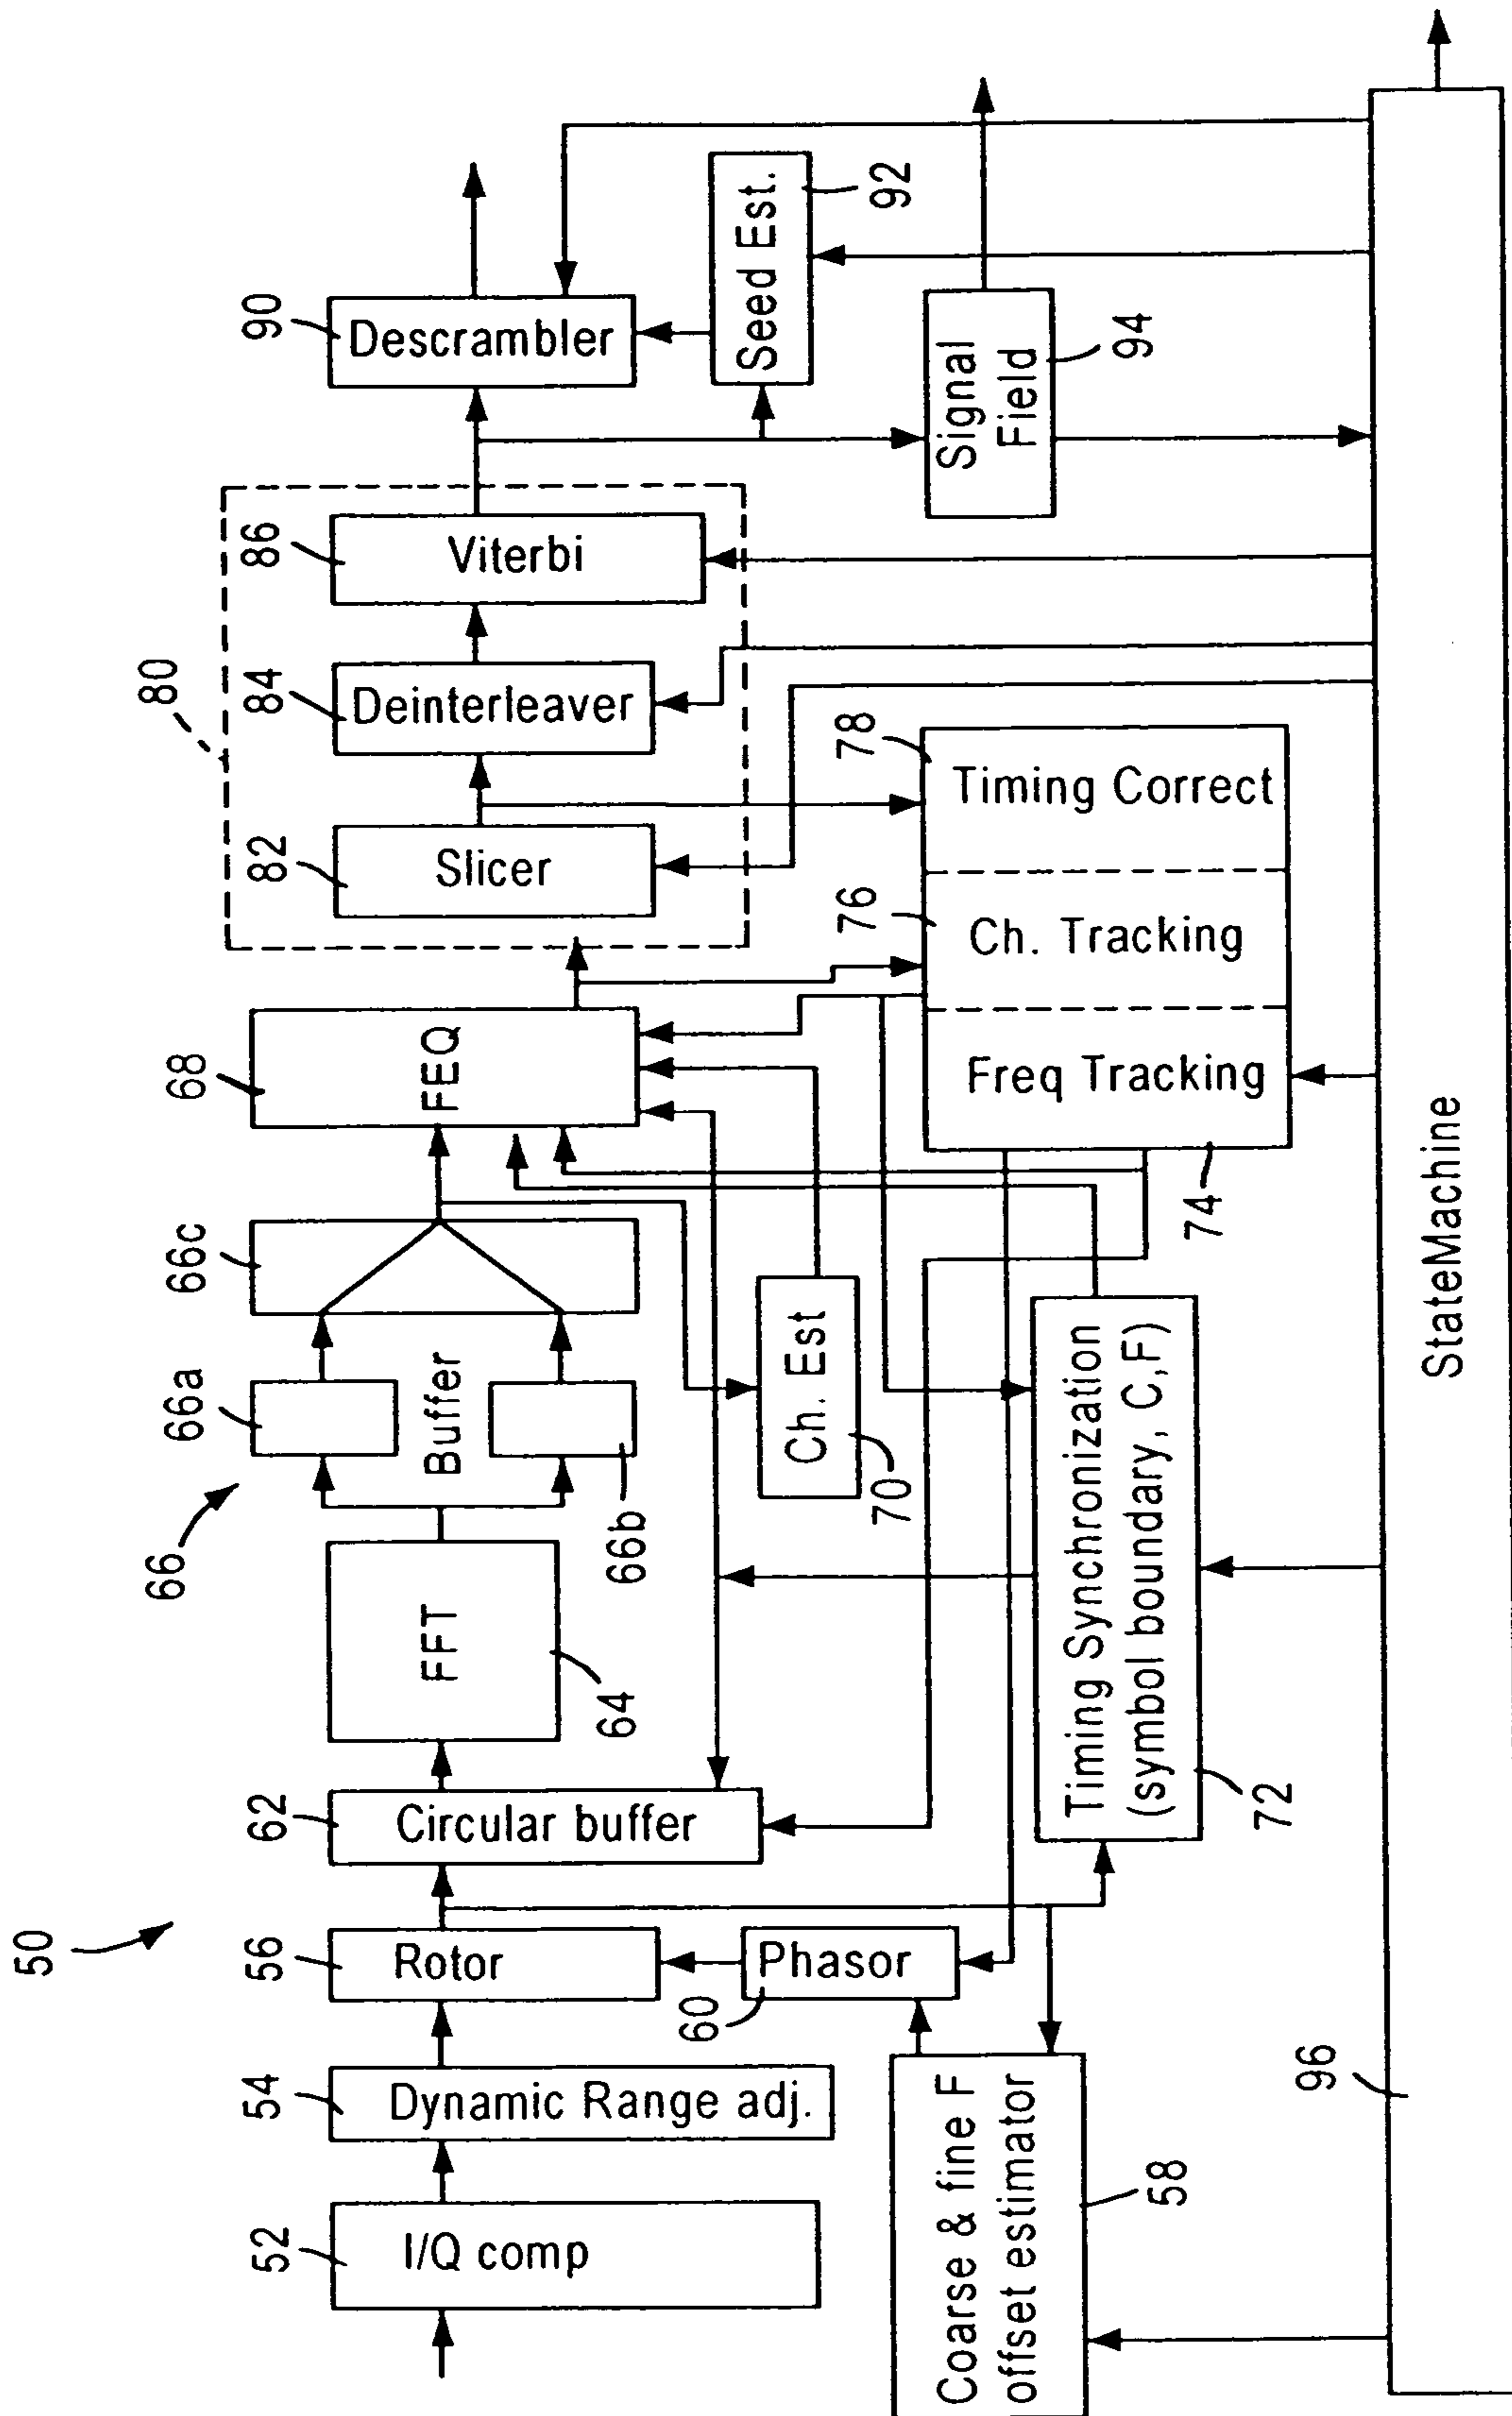 50
52
I/Q comp
54
Dynamic Range adj.
56
Rotor
58
Coarse & fine F
offset estimator
60
Phasor
62
Circular buffer
64
FFT
66
66a
Buffer
66b
66c
68
FEQ
70
Ch. Est
72
Timing Synchronization
(symbol boundary, C,F)
74
Freq Tracking
76
Ch. Tracking
78
Timing Correct
80
82
Slicer
84
Deinterleaver
86
Viterbi
90
Descrambler
92
Seed Est.
94
Signal
Field
96
StateMachine